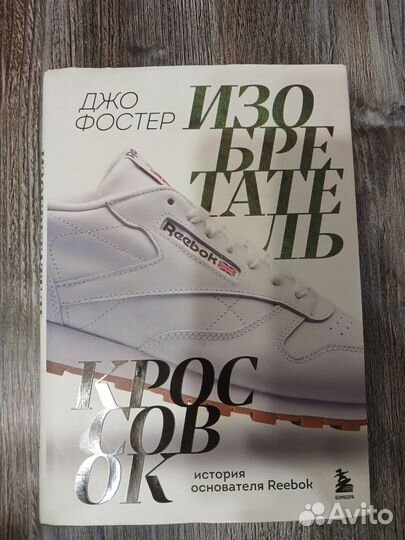 ДЖО
ФОСТЕР
ИЗО
БРЕ
ТАТЕ
ЛЬ
Reebok
КРОС
СОВ
ОК
история
основателя Reebok
БОМБОРА
Avito